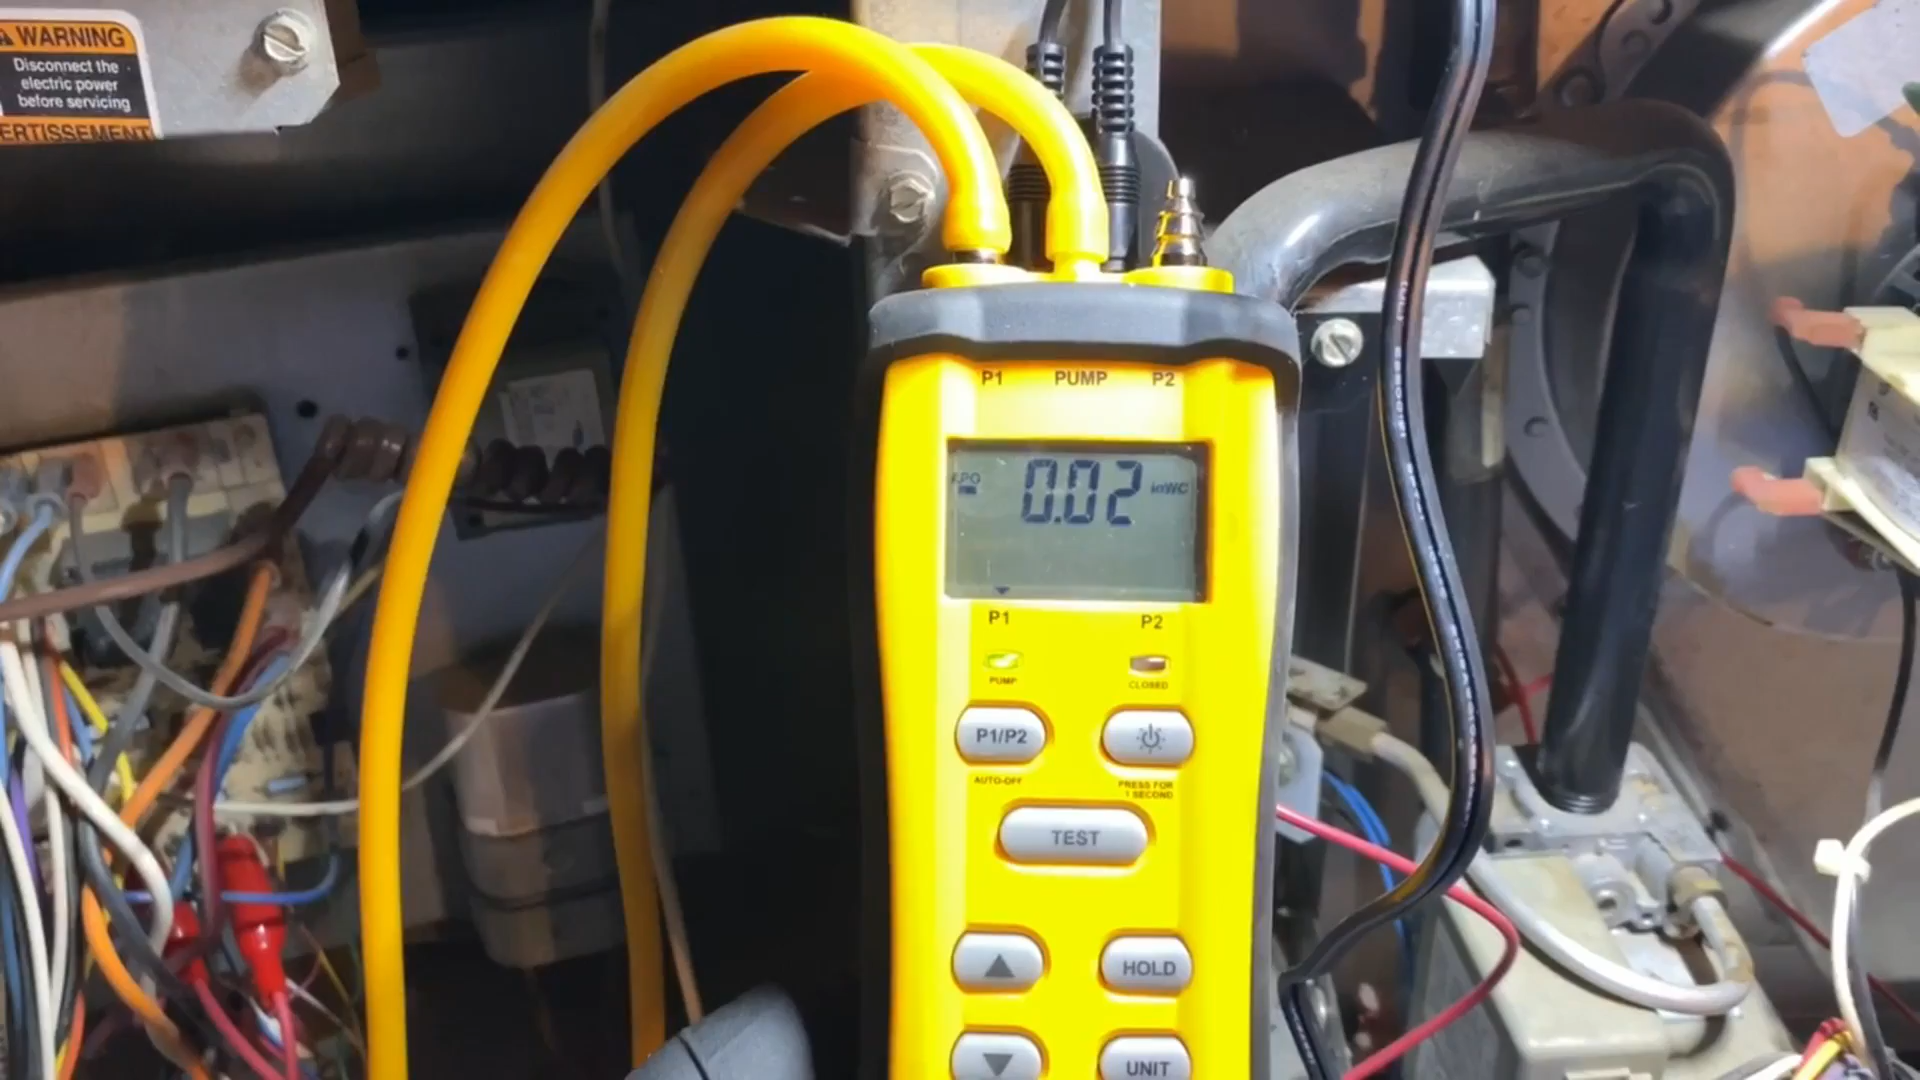 WARNING
Disconnect the
electric power
before servicing
ERTISSEMENT
P1 PUMP P2
0.02 inWC
P1 P2
PUMP CLOSED
P1/P2
AUTO-OFF PRESS FOR
1 SECOND
TEST
HOLD
UNIT